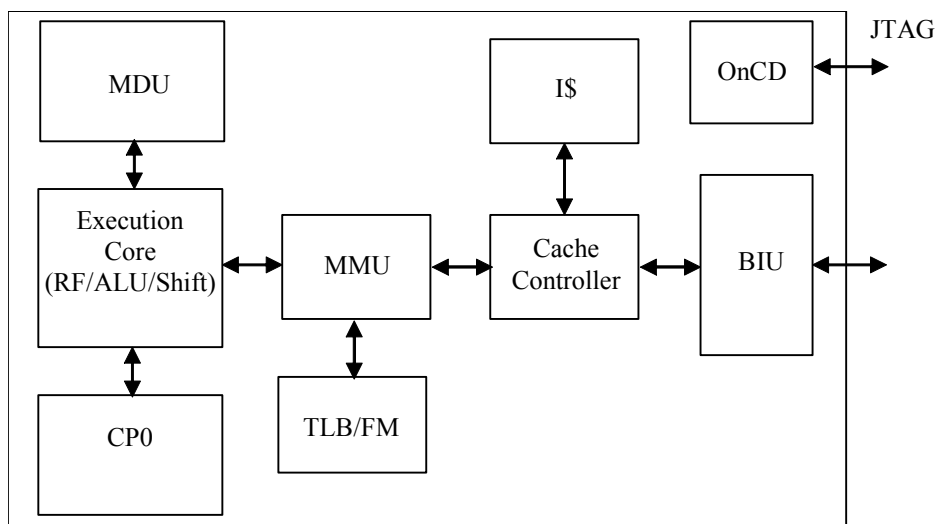 JTAG
MDU
I$
OnCD
Execution
Core
(RF/ALU/Shift)
MMU
Cache
Controller
BIU
CP0
TLB/FM